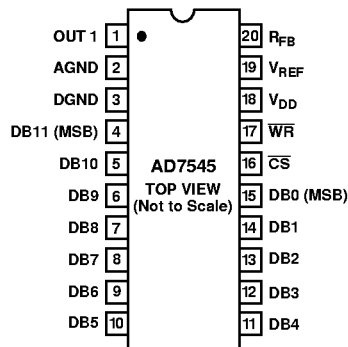 OUT 1 1 20 RFB
AGND 2 19 VREF
DGND 3 18 VDD
DB11 (MSB) 4 17 WR
DB10 5 16 CS
DB9 6 15 DB0 (MSB)
DB8 7 14 DB1
DB7 8 13 DB2
DB6 9 12 DB3
DB5 10 11 DB4
AD7545
TOP VIEW
(Not to Scale)